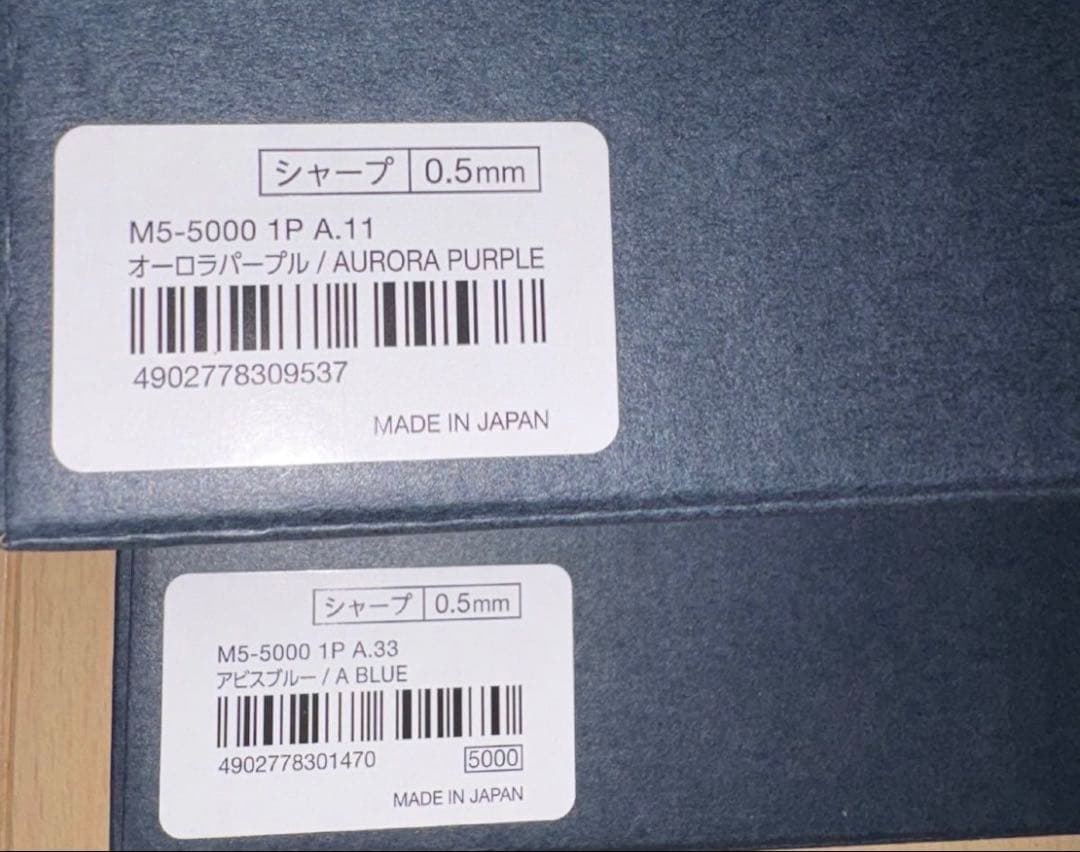 シャープ 0.5mm
M5-5000 1P A.11
オーロラパープル / AURORA PURPLE
4902778309537
MADE IN JAPAN
シャープ 0.5mm
M5-5000 1P A.33
アビスブルー / A BLUE
4902778301470 5000
MADE IN JAPAN